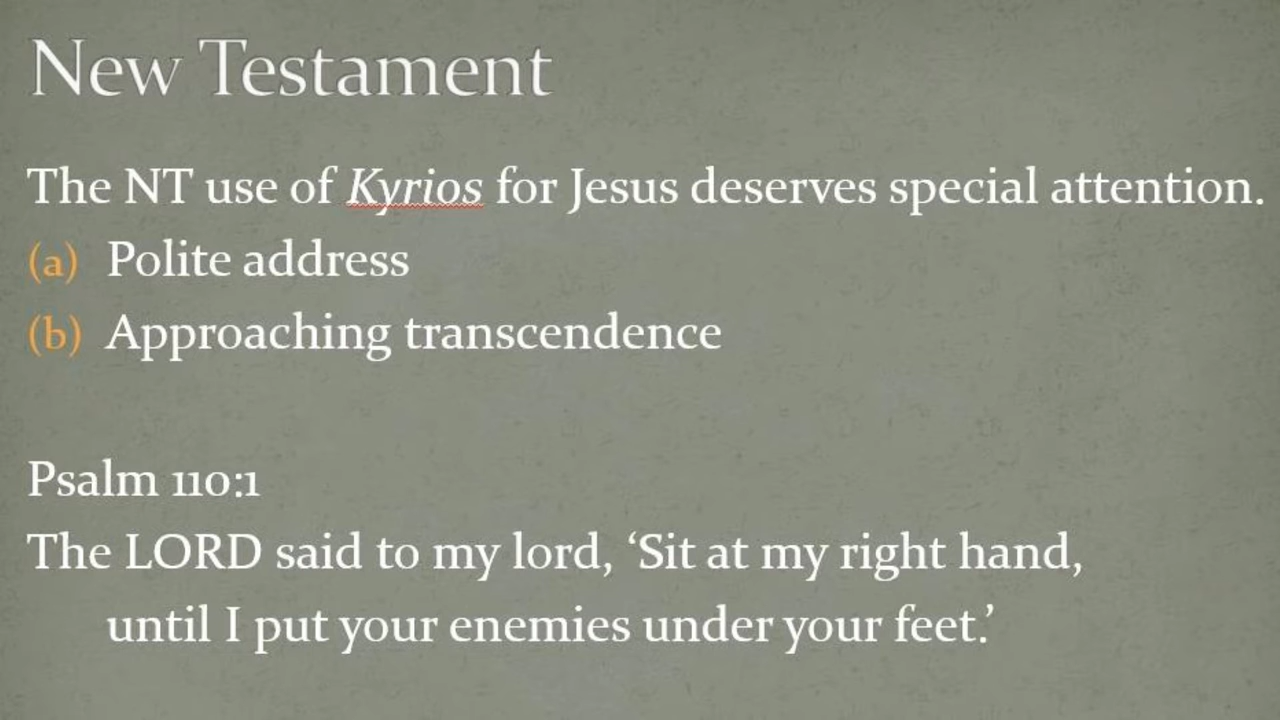 New Testament
The NT use of Kyrios for Jesus deserves special attention.
(a) Polite address
(b) Approaching transcendence
Psalm 110:1
The LORD said to my lord, ‘Sit at my right hand,
until I put your enemies under your feet.’